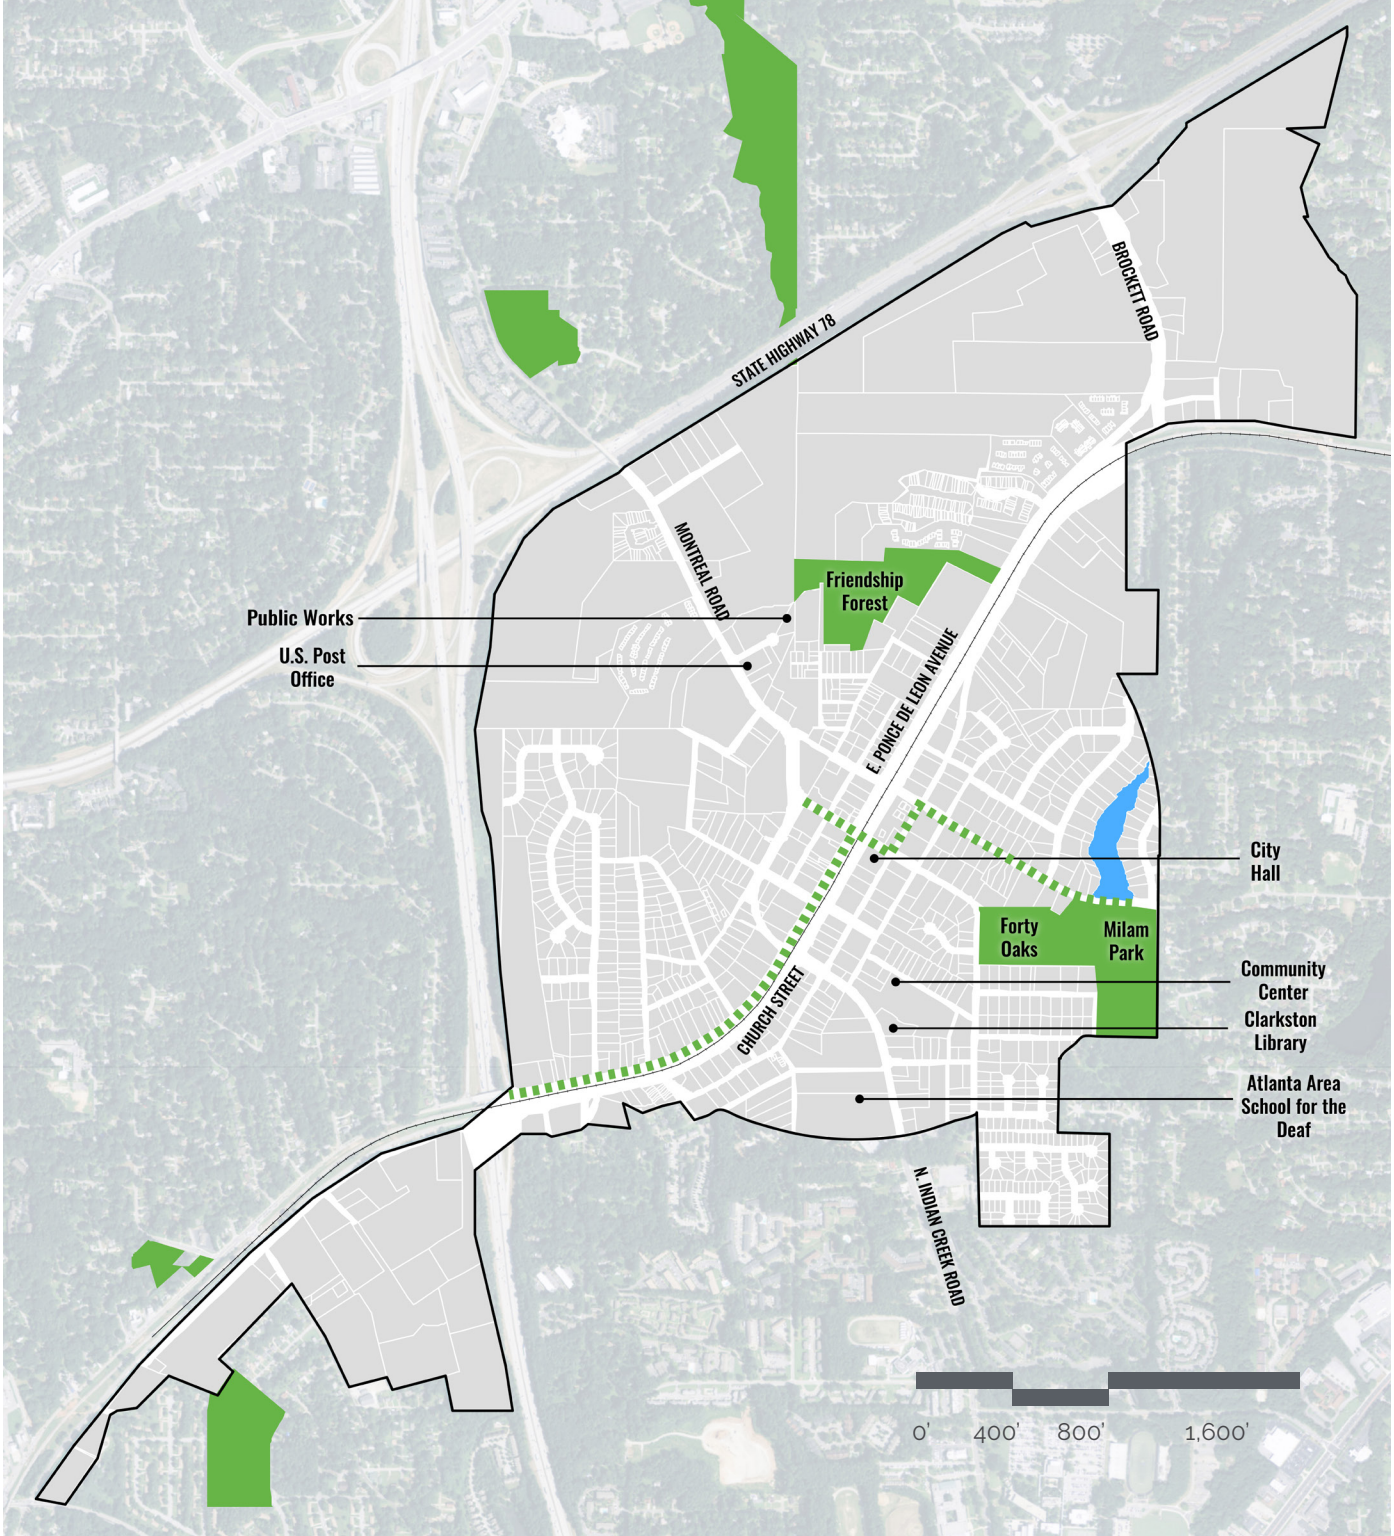 BROCKETT ROAD
STATE HIGHWAY 78
MONTREAL ROAD
Friendship
Forest
Public Works
U.S. Post
Office
E. PONCE DE LEON AVENUE
City
Hall
Forty
Oaks
Milam
Park
Community
Center
CHURCH STREET
Clarkston
Library
Atlanta Area
School for the
Deaf
N. INDIAN CREEK ROAD
0' 400' 800' 1,600'